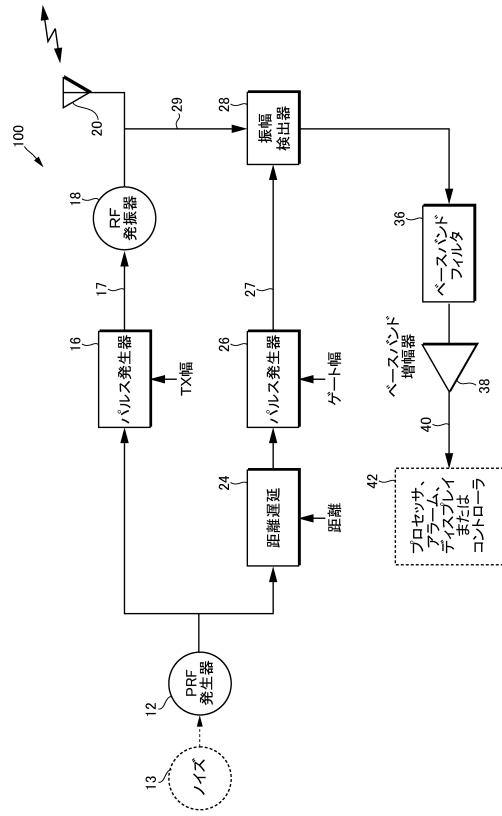 100
13
ノイズ
12
PRF
発生器
16
パルス発生器
TX幅
17
18
RF
発振器
20
24
距離遅延
距離
26
パルス発生器
ゲート幅
27
28
振幅
検出器
29
36
ベースバンド
フィルタ
ベースバンド
増幅器
38
40
42
プロセッサ、
アラーム、
ディスプレイ
または
コントローラ